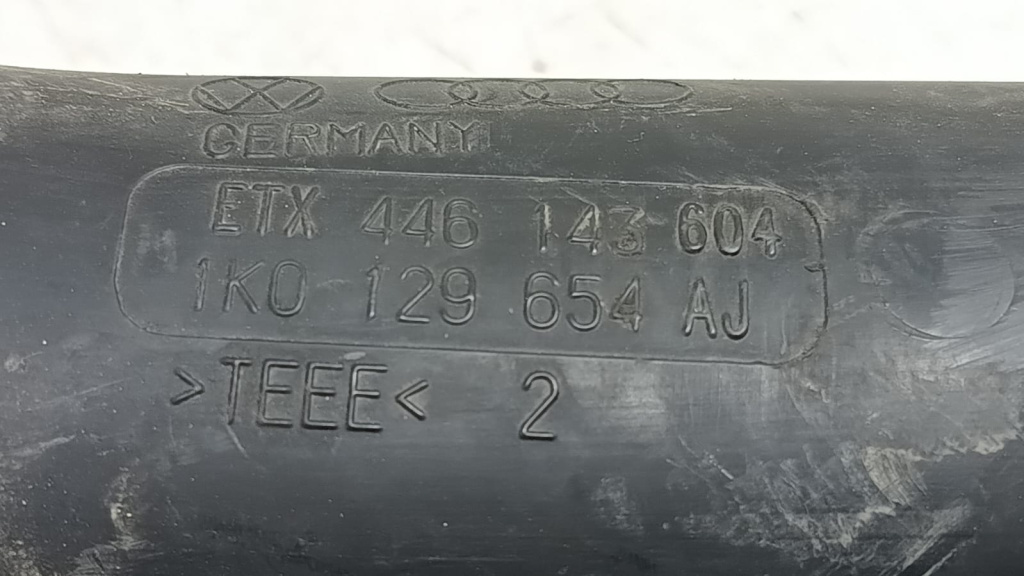 GERMANY
ETX 446 143 604
1K0 129 654 AJ
>TEEE< 2